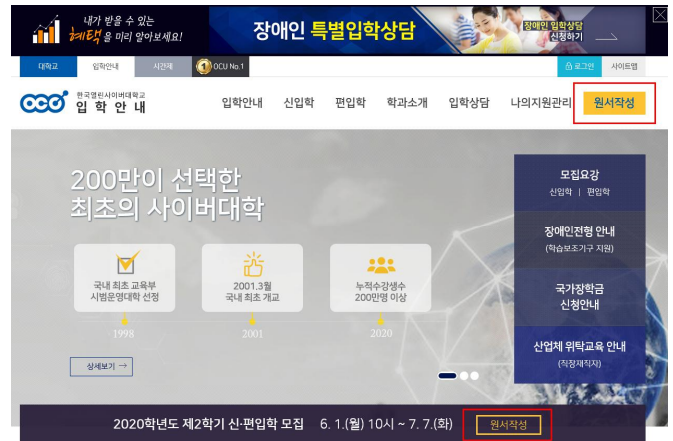 내가 받을 수 있는
혜택을 미리 알아보세요!
장애인 특별입학상담
장애인 입학상담
신청하기
대학교
입학안내
시간제
1 OCU No.1
로그인
사이트맵
OCU 한국열린사이버대학교
입학안내
입학안내
신입학
편입학
학과소개
입학상담
나의지원관리
원서작성
200만이 선택한
최초의 사이버대학
국내 최초 교육부
시범운영대학 선정
2001.3월
국내 최초 개교
누적수강생수
200만명 이상
1998
2001
2020
상세보기 →
모집요강
신입학 | 편입학
장애인전형 안내
(학습보조기구 지원)
국가장학금
신청안내
산업체 위탁교육 안내
(직장재직자)
2020학년도 제2학기 신·편입학 모집 6. 1.(월) 10시 ~ 7. 7.(화)
원서작성